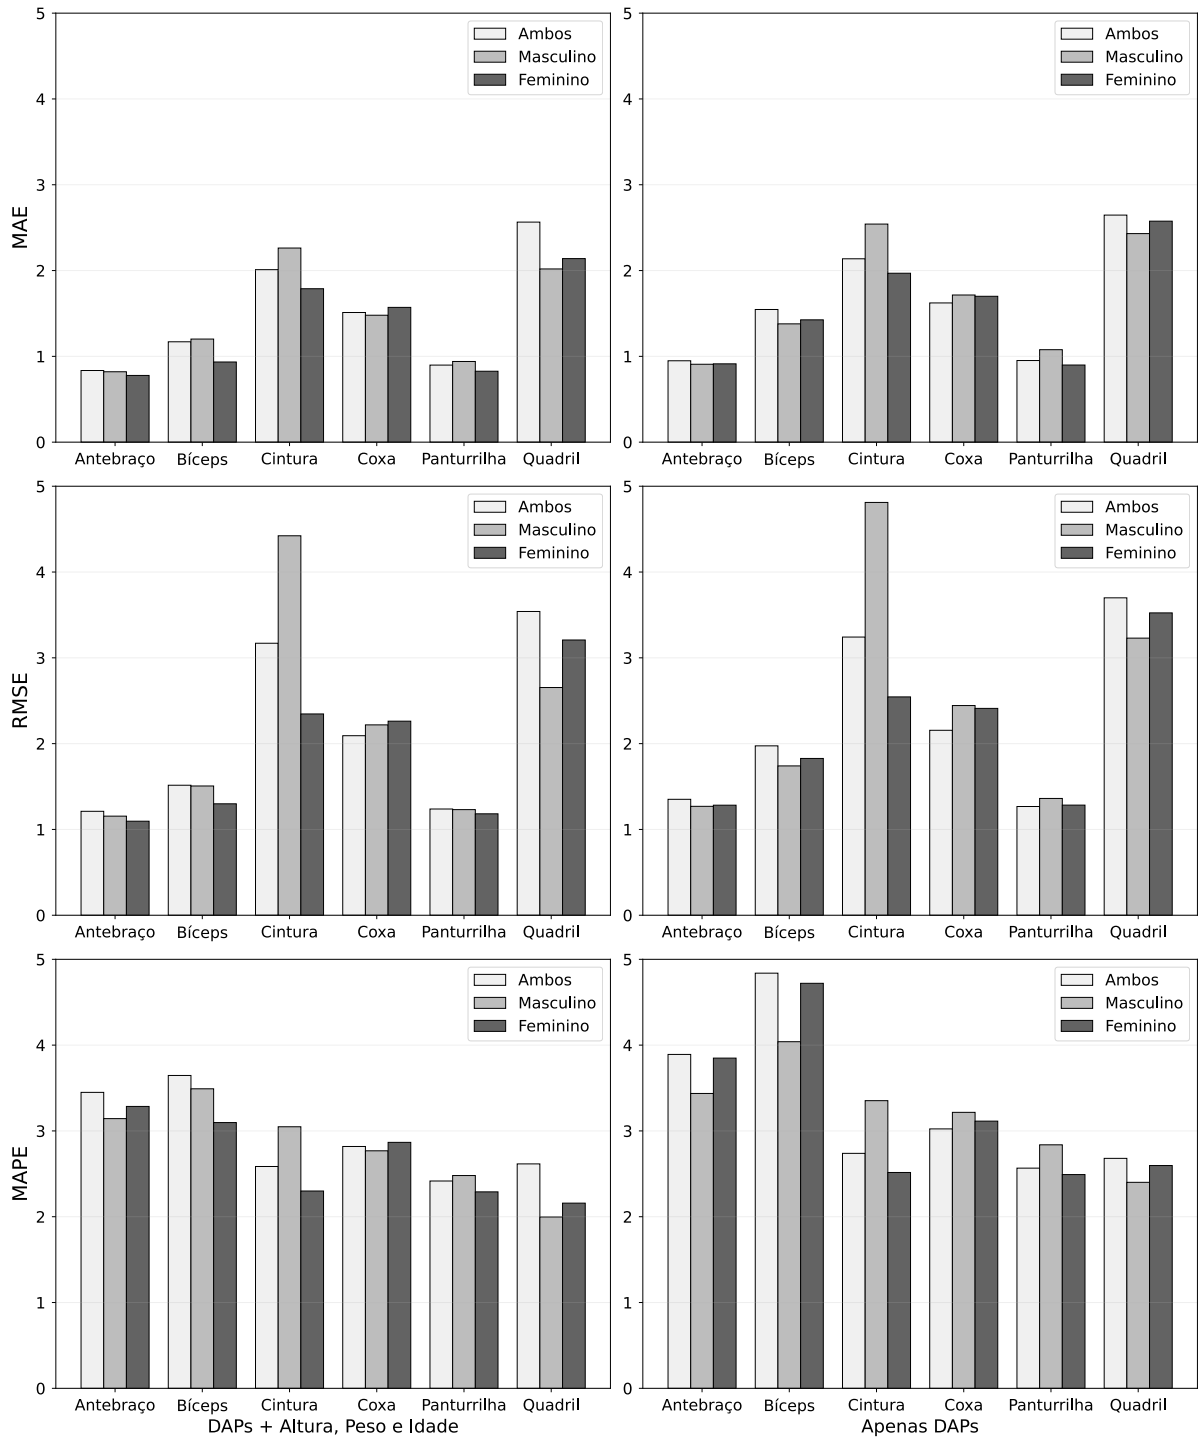 5
4
3
2
1
0
MAE
Ambos
Masculino
Feminino
Antebraço Bíceps Cintura Coxa Panturrilha Quadril
5
4
3
2
1
0
Ambos
Masculino
Feminino
Antebraço Bíceps Cintura Coxa Panturrilha Quadril
5
4
3
2
1
0
RMSE
Ambos
Masculino
Feminino
Antebraço Bíceps Cintura Coxa Panturrilha Quadril
5
4
3
2
1
0
Ambos
Masculino
Feminino
Antebraço Bíceps Cintura Coxa Panturrilha Quadril
5
4
3
2
1
0
MAPE
Ambos
Masculino
Feminino
Antebraço Bíceps Cintura Coxa Panturrilha Quadril
DAPs + Altura, Peso e Idade
5
4
3
2
1
0
Ambos
Masculino
Feminino
Antebraço Bíceps Cintura Coxa Panturrilha Quadril
Apenas DAPs